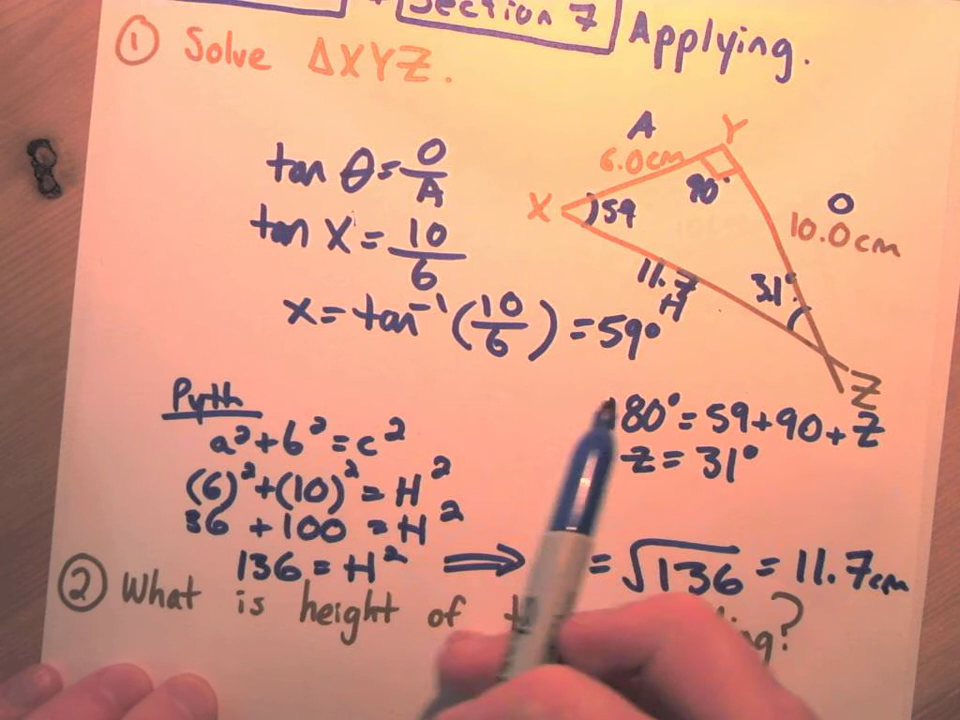 + Section 7 Applying.
① Solve ΔXYZ.
A
Y
6.0cm
90°
X
59
O
10.0cm
11.7
H
31°
Z
tan θ = O/A
tan X = 10/6
x = tan⁻¹(10/6) = 59°
Pyth
a² + b² = c²
(6)² + (10)² = H²
36 + 100 = H²
136 = H² ⟹ = √136 = 11.7cm
80° = 59 + 90 + Z
Z = 31°
② What is height of ?